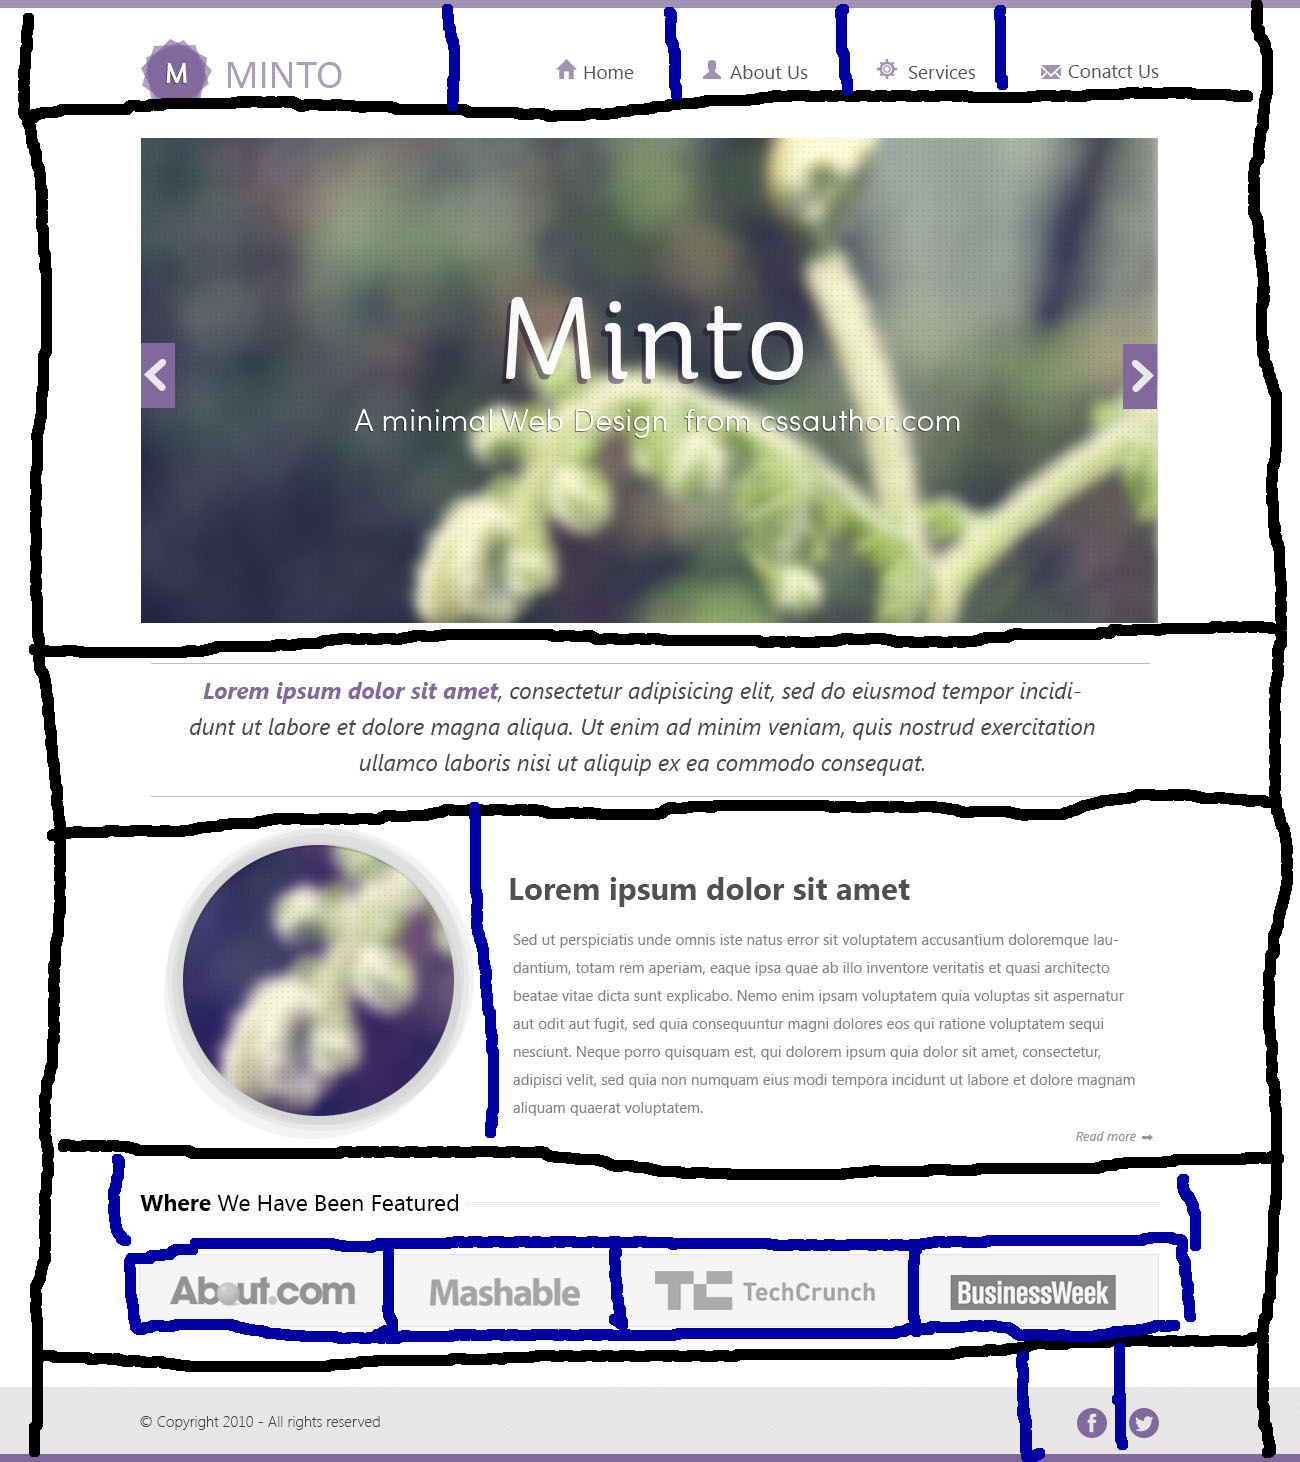 M MINTO
Home About Us Services Conatct Us
Minto
A minimal Web Design from cssauthor.com
Lorem ipsum dolor sit amet, consectetur adipisicing elit, sed do eiusmod tempor incidi-
dunt ut labore et dolore magna aliqua. Ut enim ad minim veniam, quis nostrud exercitation
ullamco laboris nisi ut aliquip ex ea commodo consequat.
Lorem ipsum dolor sit amet
Sed ut perspiciatis unde omnis iste natus error sit voluptatem accusantium doloremque lau-
dantium, totam rem aperiam, eaque ipsa quae ab illo inventore veritatis et quasi architecto
beatae vitae dicta sunt explicabo. Nemo enim ipsam voluptatem quia voluptas sit aspernatur
aut odit aut fugit, sed quia consequuntur magni dolores eos qui ratione voluptatem sequi
nesciunt. Neque porro quisquam est, qui dolorem ipsum quia dolor sit amet, consectetur,
adipisci velit, sed quia non numquam eius modi tempora incidunt ut labore et dolore magnam
aliquam quaerat voluptatem.
Read more
Where We Have Been Featured
About.com Mashable TC TechCrunch BusinessWeek
© Copyright 2010 - All rights reserved f